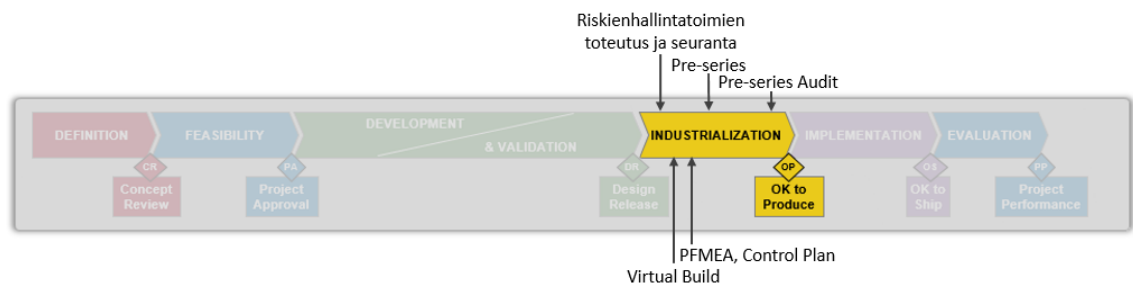 Riskienhallintatoimien
toteutus ja seuranta
Pre-series
Pre-series Audit
DEFINITION
FEASIBILITY
DEVELOPMENT
& VALIDATION
INDUSTRIALIZATION
IMPLEMENTATION
EVALUATION
CR
PA
DR
OP
OS
PP
Concept
Review
Project
Approval
Design
Release
OK to
Produce
OK to
Ship
Project
Performance
PFMEA, Control Plan
Virtual Build